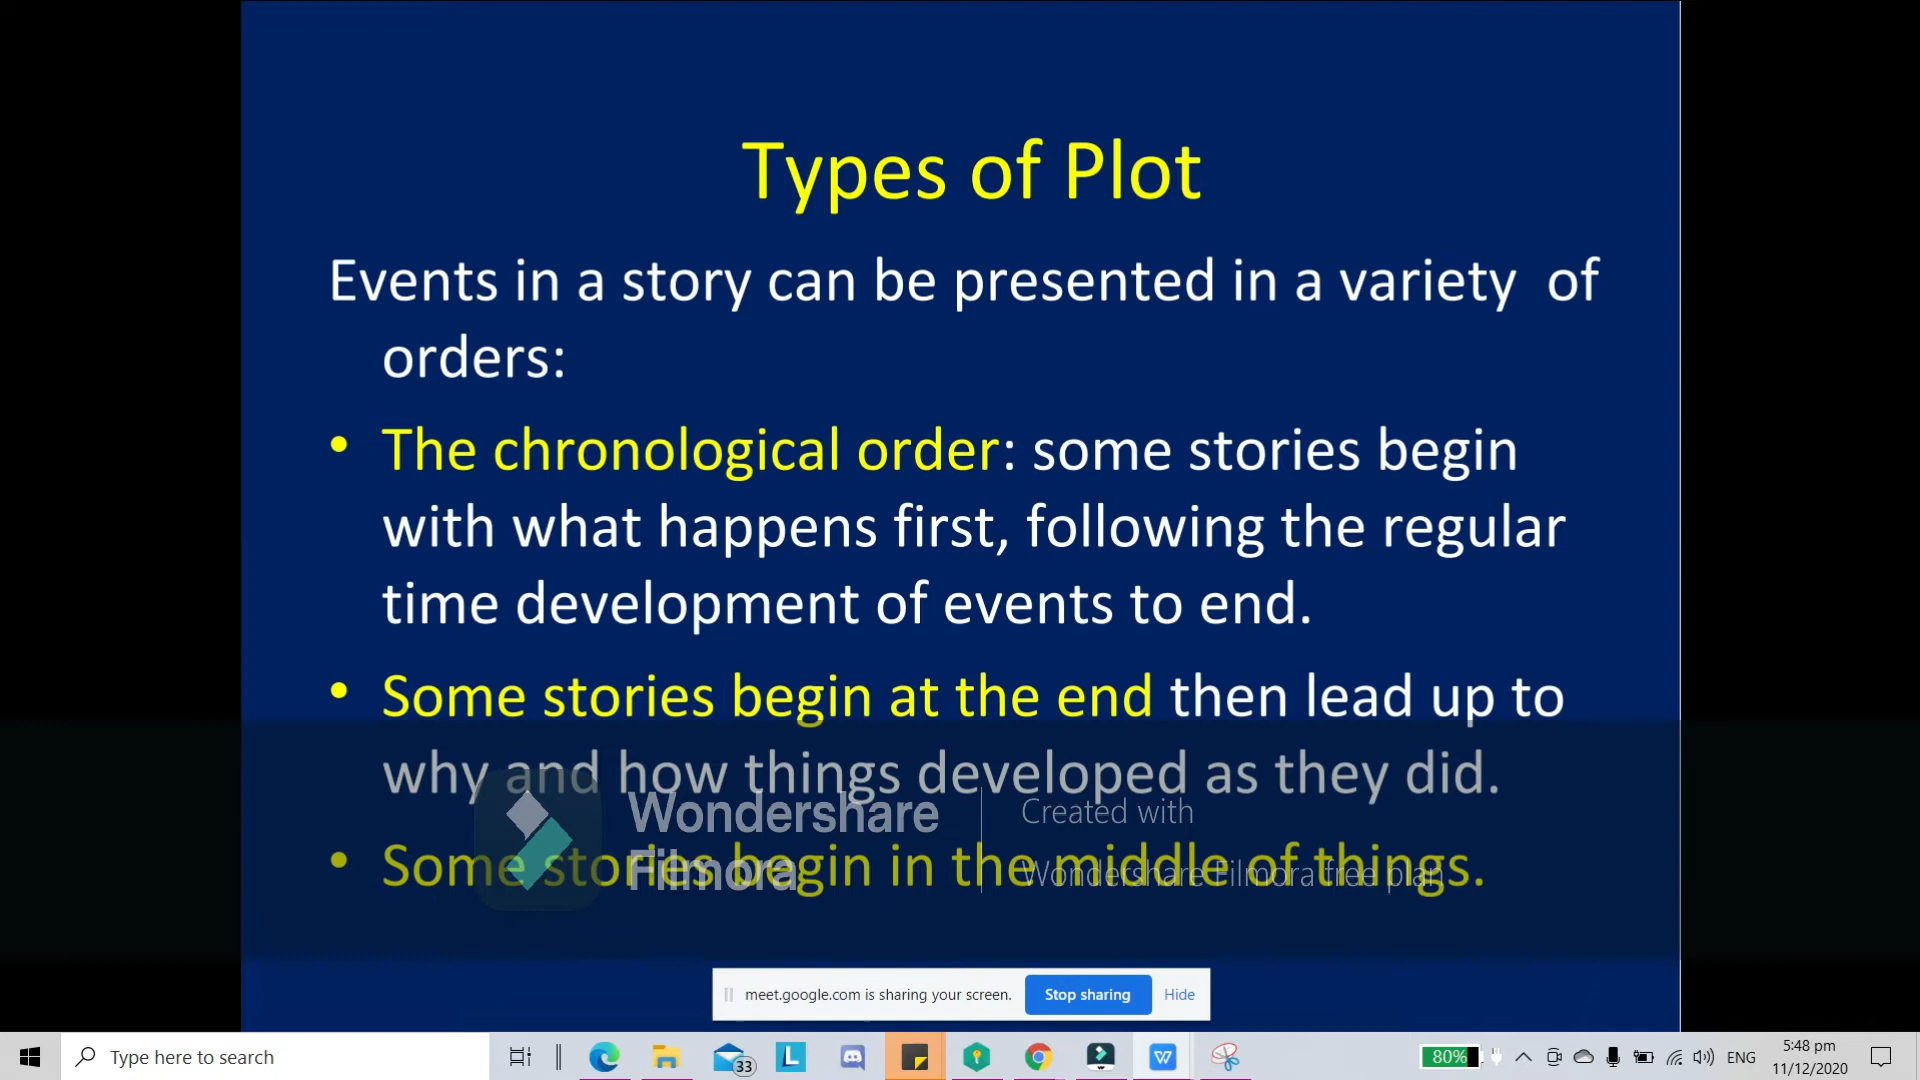 Types of Plot
Events in a story can be presented in a variety of
orders:
• The chronological order: some stories begin
with what happens first, following the regular
time development of events to end.
• Some stories begin at the end then lead up to
why and how things developed as they did.
• Some stories begin in the middle of things.
Wondershare
Filmora
Created with
Wondershare Filmora free plan
meet.google.com is sharing your screen. Stop sharing Hide
Type here to search
33
L
W
80%
ENG
5:48 pm
11/12/2020